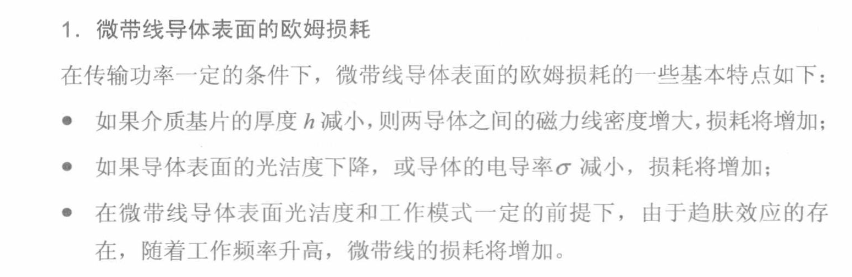 1. 微带线导体表面的欧姆损耗
在传输功率一定的条件下，微带线导体表面的欧姆损耗的一些基本特点如下：
• 如果介质基片的厚度 h 减小，则两导体之间的磁力线密度增大，损耗将增加；
• 如果导体表面的光洁度下降，或导体的电导率σ 减小，损耗将增加；
• 在微带线导体表面光洁度和工作模式一定的前提下，由于趋肤效应的存
在，随着工作频率升高，微带线的损耗将增加。